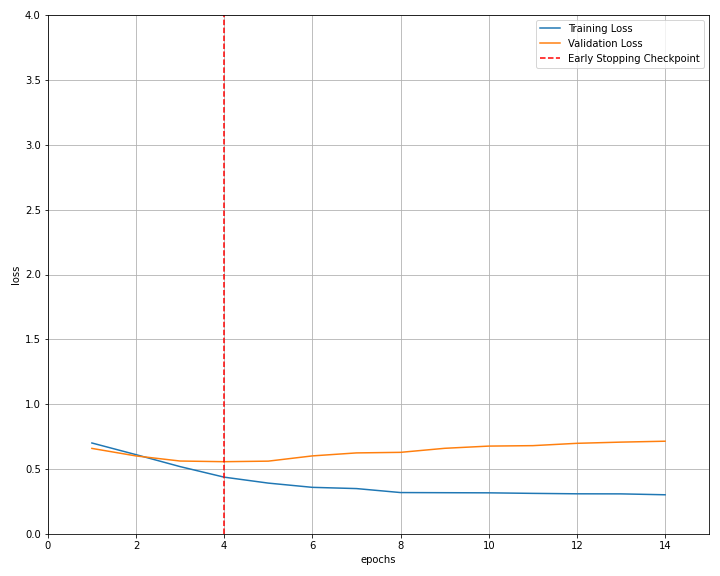 4.0
3.5
3.0
2.5
2.0
1.5
1.0
0.5
0.0
loss
0 2 4 6 8 10 12 14
epochs
Training Loss
Validation Loss
Early Stopping Checkpoint